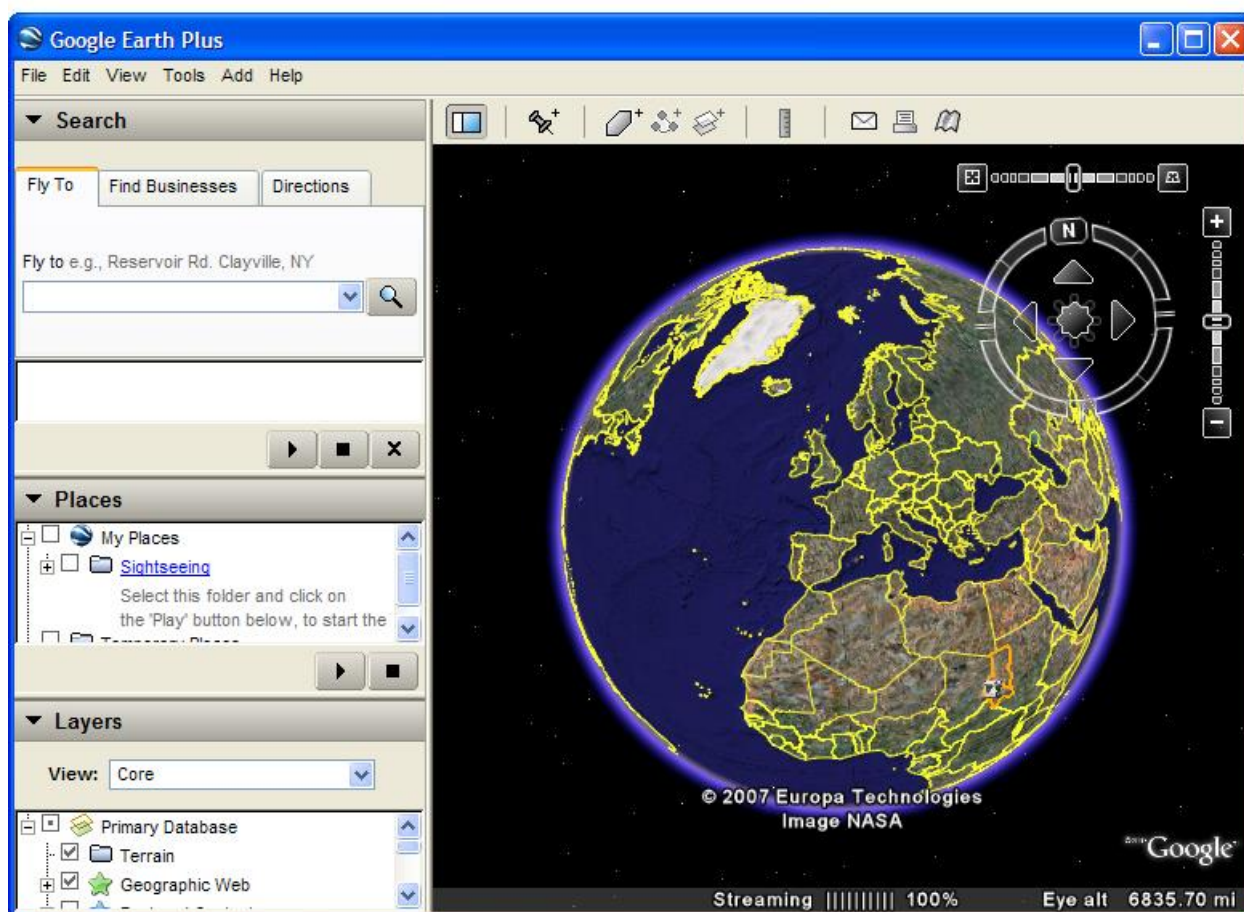 Google Earth Plus
File Edit View Tools Add Help
Search
Fly To Find Businesses Directions
Fly to e.g., Reservoir Rd. Clayville, NY
Places
My Places
Sightseeing
Select this folder and click on
the 'Play' button below, to start the
Temporary Places
Layers
View: Core
Primary Database
Terrain
Geographic Web
N
© 2007 Europa Technologies
Image NASA
Google
Streaming |||||||||| 100% Eye alt 6835.70 mi